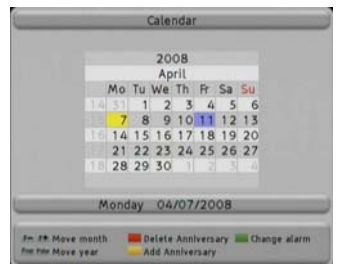 Calendar
2008
April
Mo Tu We Th Fr Sa Su
14 31 1 2 3 4 5 6
7 8 9 10 11 12 13
16 14 15 16 17 18 19 20
21 22 23 24 25 26 27
18 28 29 30 1 2 3 4
Monday 04/07/2008
Move month Delete Anniversary Change alarm
Move year Add Anniversary